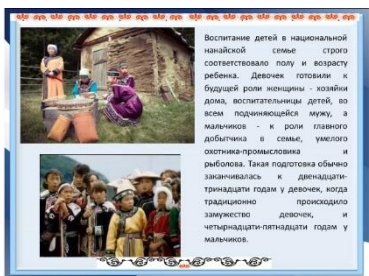 Воспитание детей в национальной
нанайской семье строго
соответствовало полу и возрасту
ребенка. Девочек готовили к
будущей роли женщины - хозяйки
дома, воспитательницы детей, во
всем подчиняющейся мужу, а
мальчиков - к роли главного
добытчика в семье, умелого
охотника-промысловика и
рыболова. Такая подготовка обычно
заканчивалась к двенадцати-
тринадцати годам у девочек, когда
традиционно происходило
замужество девочек, и
четырнадцати-пятнадцати годам у
мальчиков.